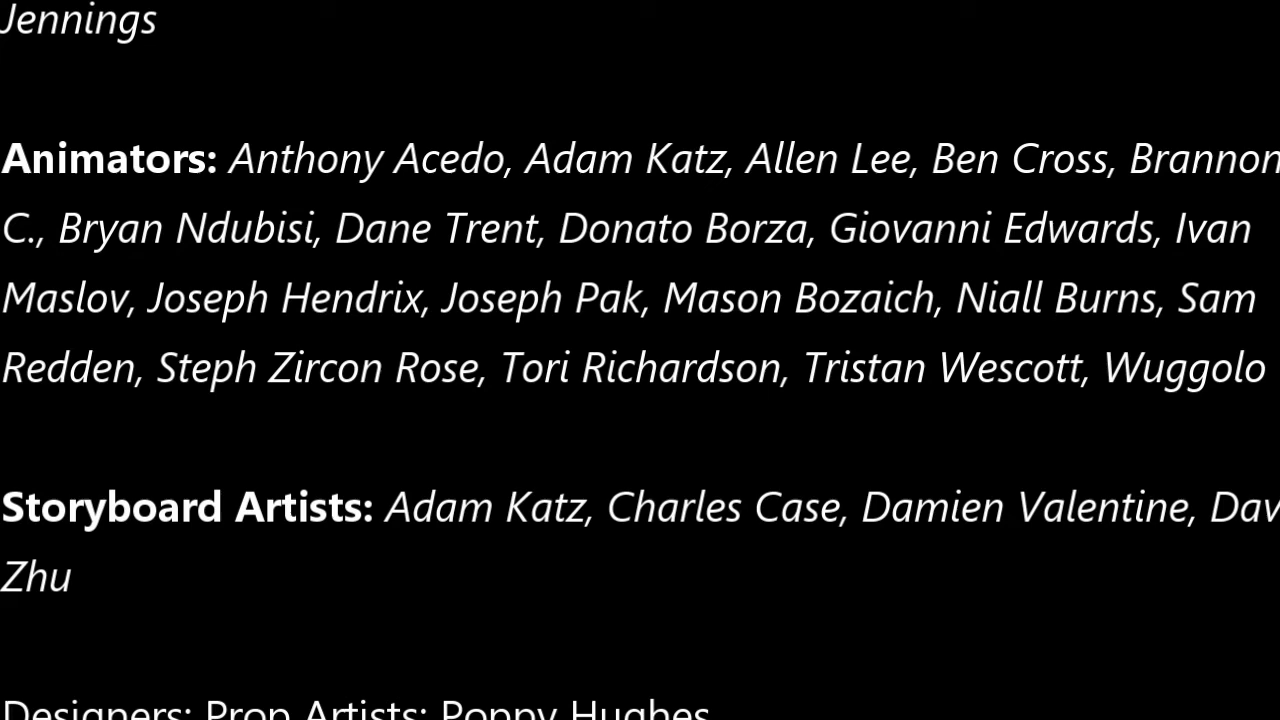 Jennings
Animators: Anthony Acedo, Adam Katz, Allen Lee, Ben Cross, Brannon
C., Bryan Ndubisi, Dane Trent, Donato Borza, Giovanni Edwards, Ivan
Maslov, Joseph Hendrix, Joseph Pak, Mason Bozaich, Niall Burns, Sam
Redden, Steph Zircon Rose, Tori Richardson, Tristan Wescott, Wuggolo
Storyboard Artists: Adam Katz, Charles Case, Damien Valentine,
Zhu
Designers: Prop Artists: Poppy Hughes